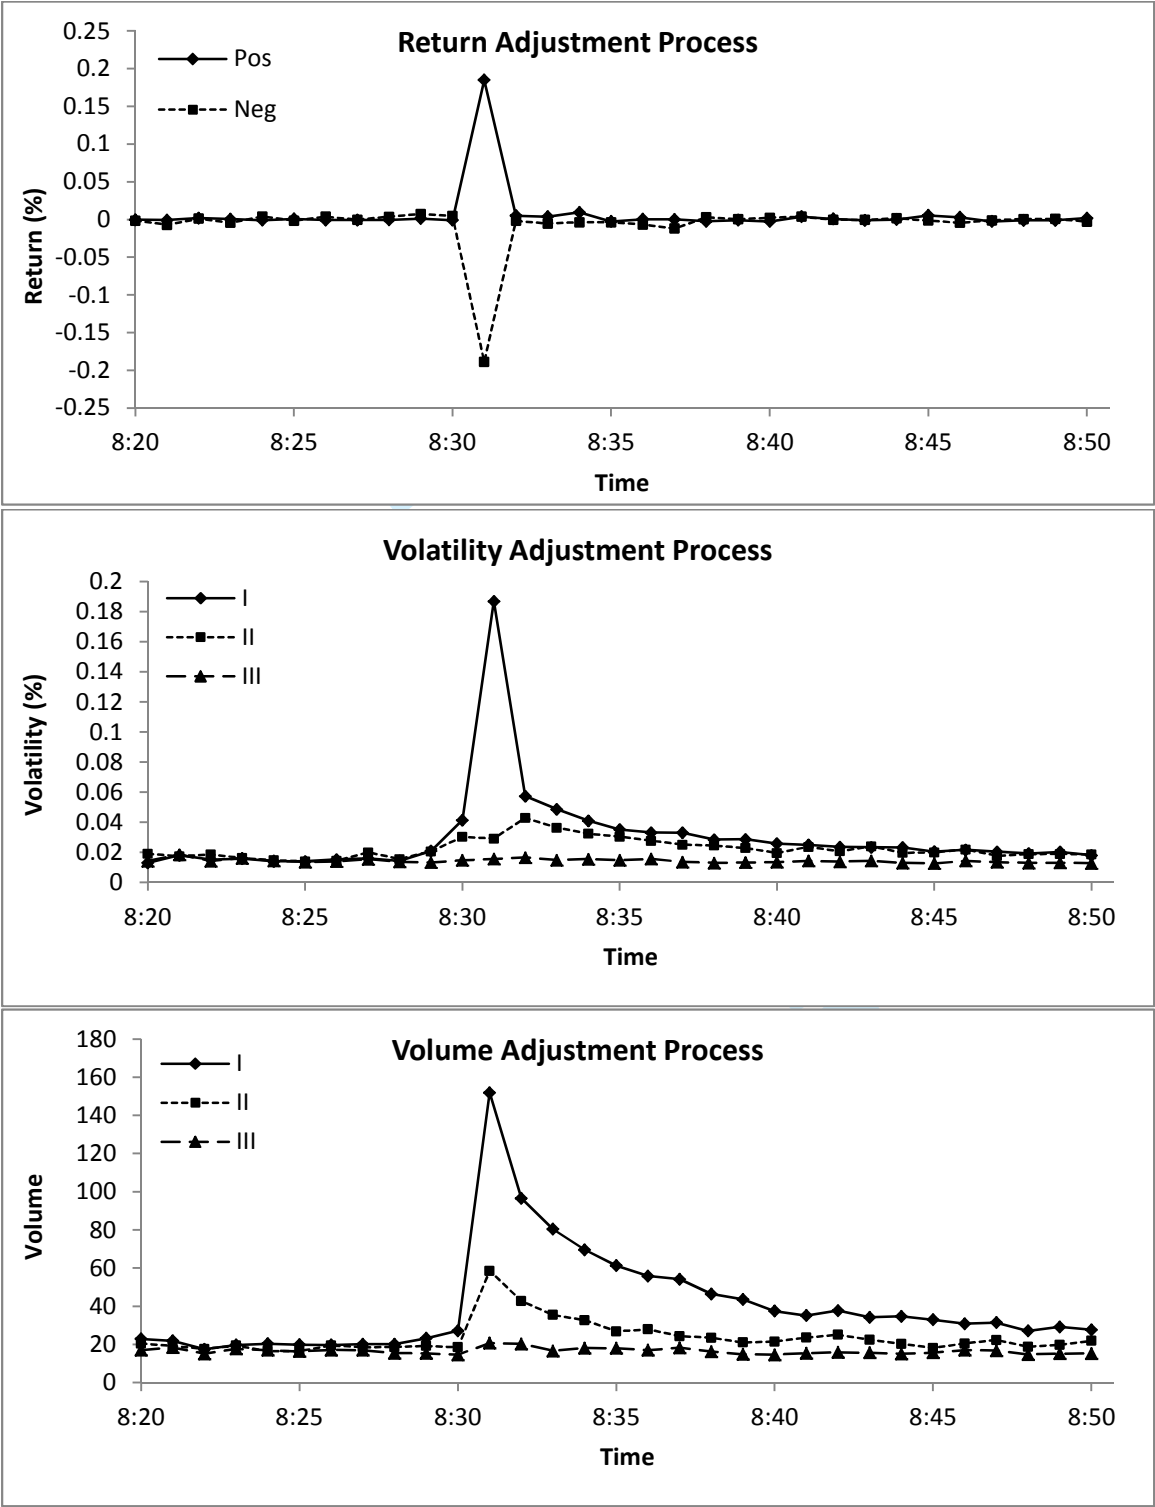 Return Adjustment Process
Pos
Neg
Return (%)
0.25
0.2
0.15
0.1
0.05
0
-0.05
-0.1
-0.15
-0.2
-0.25
8:20 8:25 8:30 8:35 8:40 8:45 8:50
Time
Volatility Adjustment Process
I
II
III
Volatility (%)
0.2
0.18
0.16
0.14
0.12
0.1
0.08
0.06
0.04
0.02
0
8:20 8:25 8:30 8:35 8:40 8:45 8:50
Time
Volume Adjustment Process
I
II
III
Volume
180
160
140
120
100
80
60
40
20
0
8:20 8:25 8:30 8:35 8:40 8:45 8:50
Time